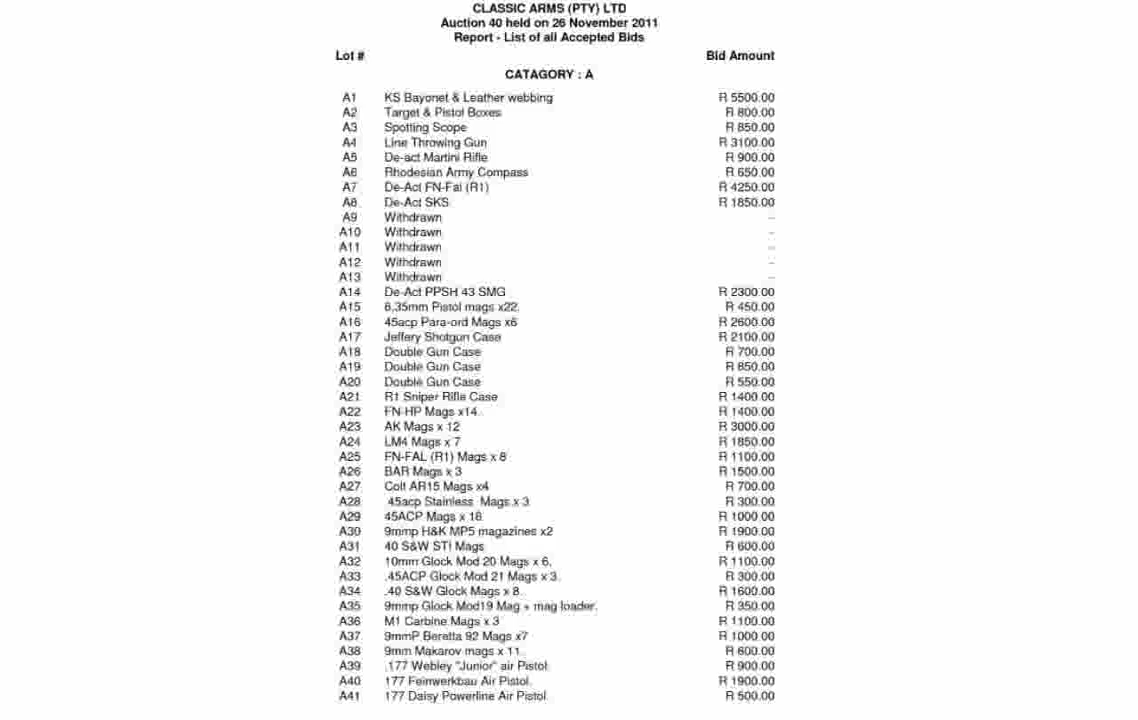 CLASSIC ARMS (PTY) LTD
Auction 40 held on 26 November 2011
Report - List of all Accepted Bids
Lot # Bid Amount
CATAGORY : A
A1 KS Bayonet & Leather webbing R 5500.00
A2 Target & Pistol Boxes R 800.00
A3 Spotting Scope R 850.00
A4 Line Throwing Gun R 3100.00
A5 De-act Martini Rifle R 900.00
A6 Rhodesian Army Compass R 650.00
A7 De-Act FN-Fal (R1) R 4250.00
A8 De-Act SKS R 1850.00
A9 Withdrawn --
A10 Withdrawn --
A11 Withdrawn --
A12 Withdrawn --
A13 Withdrawn --
A14 De-Act PPSH 43 SMG R 2300.00
A15 6,35mm Pistol mags x22. R 450.00
A16 45acp Para-ord Mags x6 R 2600.00
A17 Jeffery Shotgun Case R 2100.00
A18 Double Gun Case R 700.00
A19 Double Gun Case R 850.00
A20 Double Gun Case R 550.00
A21 R1 Sniper Rifle Case R 1400.00
A22 FN-HP Mags x14. R 1400.00
A23 AK Mags x 12 R 3000.00
A24 LM4 Mags x 7 R 1850.00
A25 FN-FAL (R1) Mags x 8 R 1100.00
A26 BAR Mags x 3 R 1500.00
A27 Colt AR15 Mags x4 R 700.00
A28 .45acp Stainless Mags x 3 R 300.00
A29 45ACP Mags x 18 R 1000.00
A30 9mmp H&K MP5 magazines x2 R 1900.00
A31 40 S&W STI Mags R 600.00
A32 10mm Glock Mod 20 Mags x 6. R 1100.00
A33 .45ACP Glock Mod 21 Mags x 3. R 300.00
A34 .40 S&W Glock Mags x 8. R 1600.00
A35 9mmp Glock Mod19 Mag + mag loader. R 350.00
A36 M1 Carbine Mags x 3 R 1100.00
A37 9mmP Beretta 92 Mags x7 R 1000.00
A38 9mm Makarov mags x 11. R 600.00
A39 .177 Webley "Junior" air Pistol R 900.00
A40 177 Feinwerkbau Air Pistol. R 1900.00
A41 177 Daisy Powerline Air Pistol. R 500.00